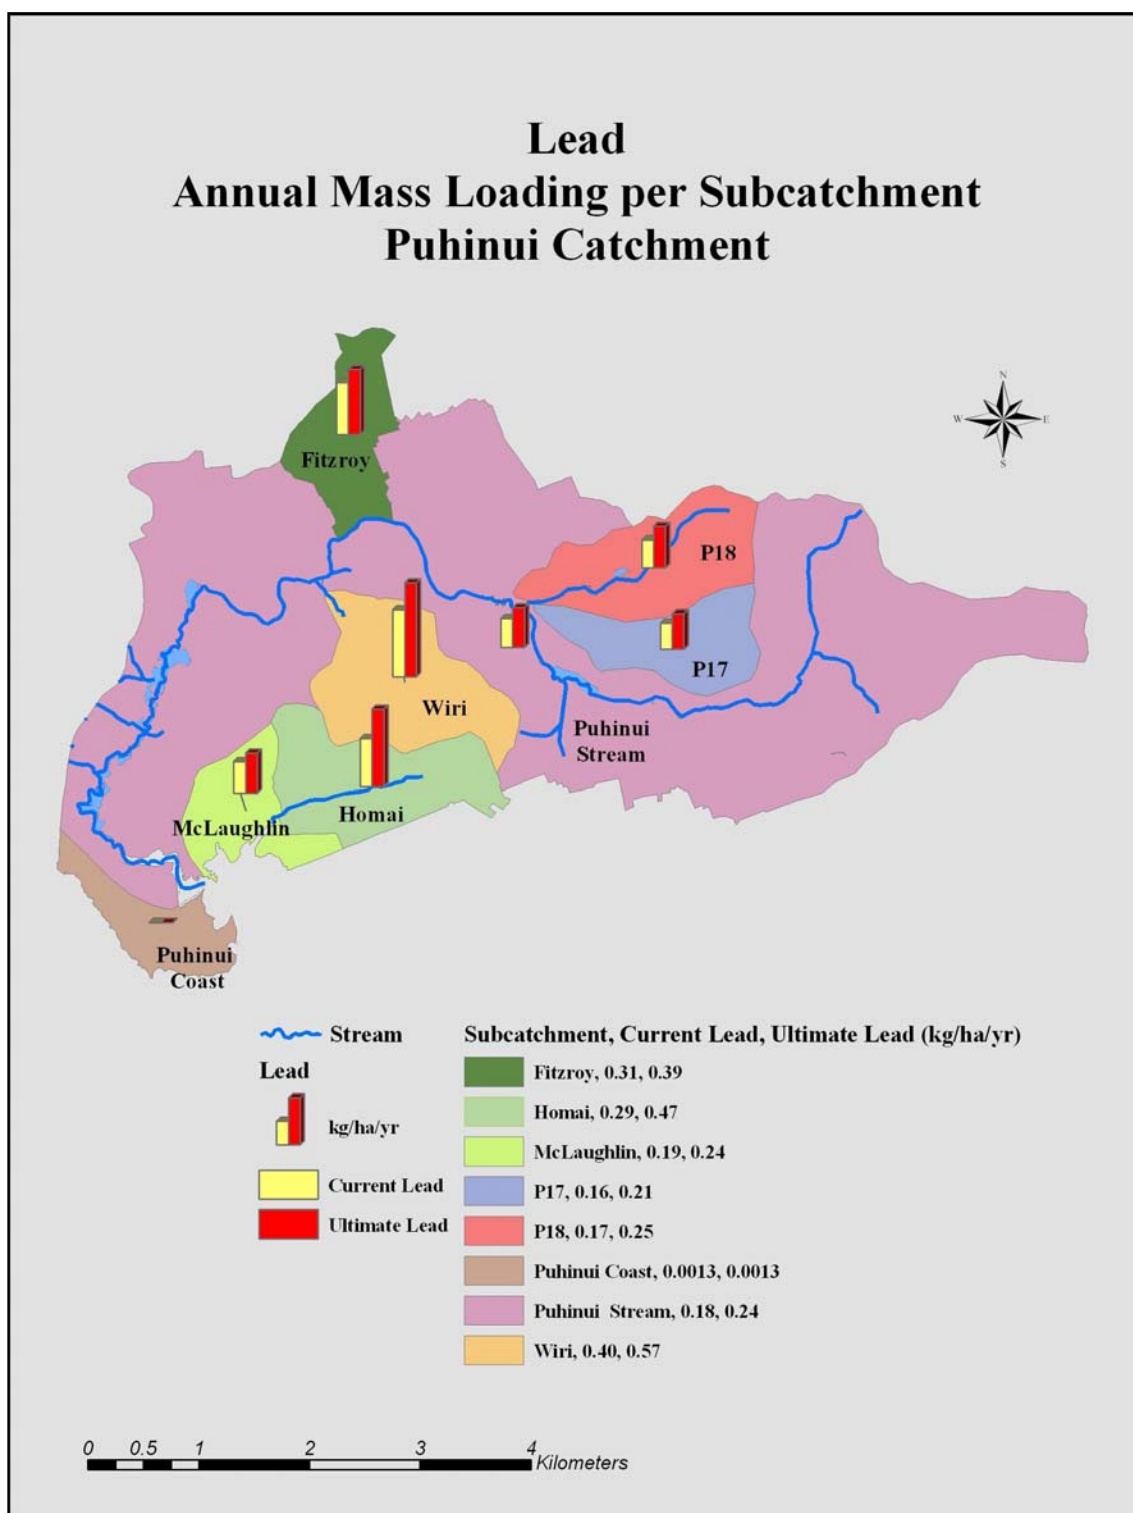 Lead
Annual Mass Loading per Subcatchment
Puhinui Catchment
N
W
E
S
Fitzroy
P18
P17
Wiri
Puhinui
Stream
McLaughlin
Homai
Puhinui
Coast
Stream
Lead
kg/ha/yr
Current Lead
Ultimate Lead
Subcatchment, Current Lead, Ultimate Lead (kg/ha/yr)
Fitzroy, 0.31, 0.39
Homai, 0.29, 0.47
McLaughlin, 0.19, 0.24
P17, 0.16, 0.21
P18, 0.17, 0.25
Puhinui Coast, 0.0013, 0.0013
Puhinui Stream, 0.18, 0.24
Wiri, 0.40, 0.57
0 0.5 1 2 3 4
Kilometers